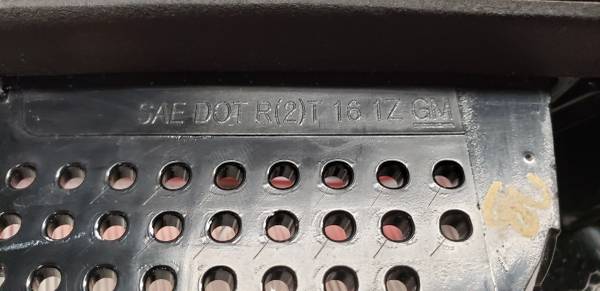 SAE DOT R(2)T 16 1Z GM